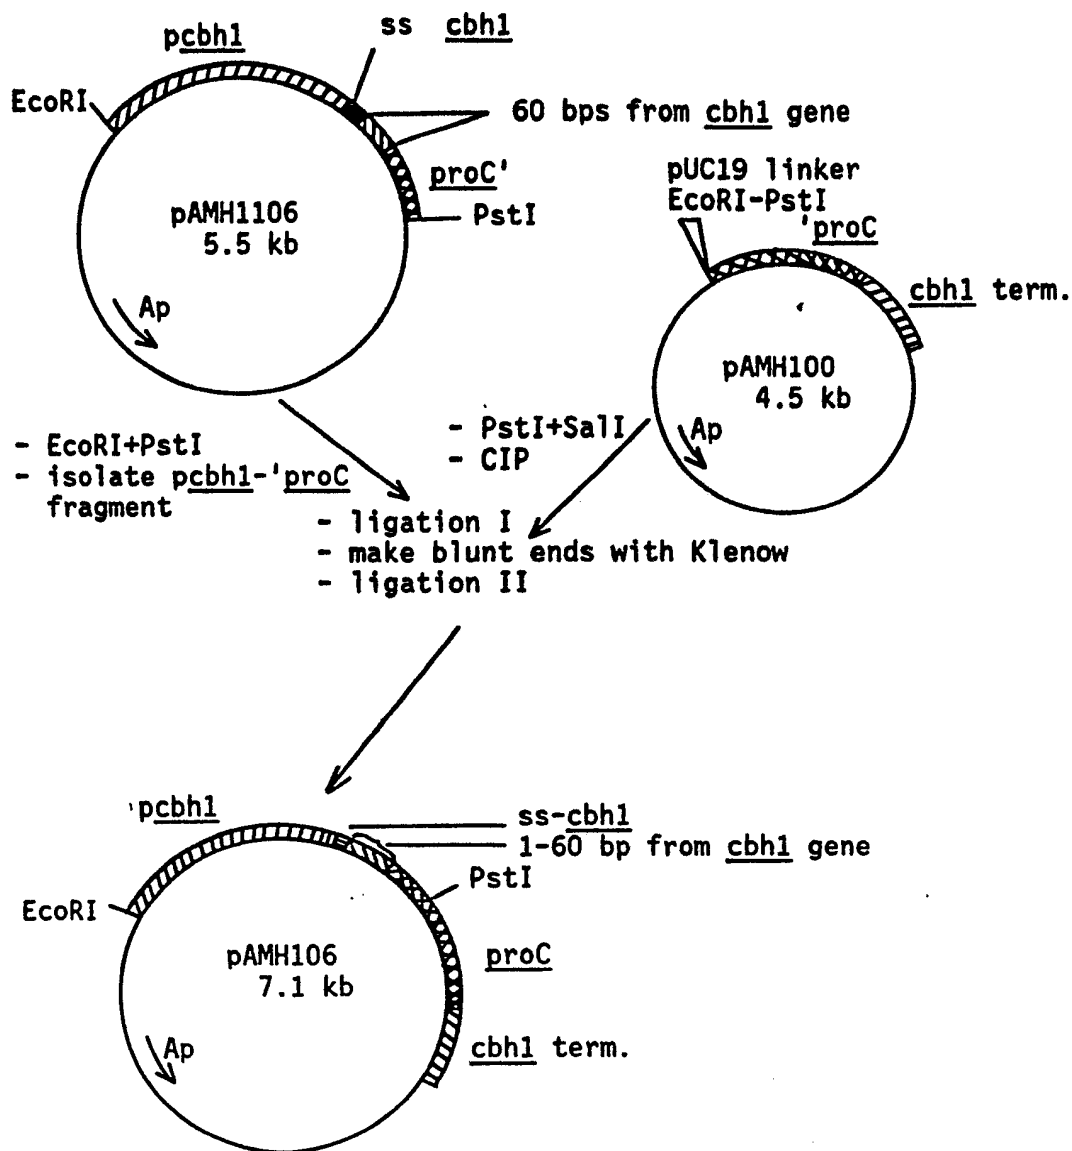 pcbh1
ss cbh1
EcoRI
60 bps from cbh1 gene
proC'
PstI
pAMH1106
5.5 kb
Ap
pUC19 linker
EcoRI-PstI
'proC
cbh1 term.
pAMH100
4.5 kb
Ap
- EcoRI+PstI
- isolate pcbh1-'proC
fragment
- PstI+SalI
- CIP
- ligation I
- make blunt ends with Klenow
- ligation II
pcbh1
ss-cbh1
1-60 bp from cbh1 gene
PstI
EcoRI
pAMH106
7.1 kb
proC
Ap
cbh1 term.